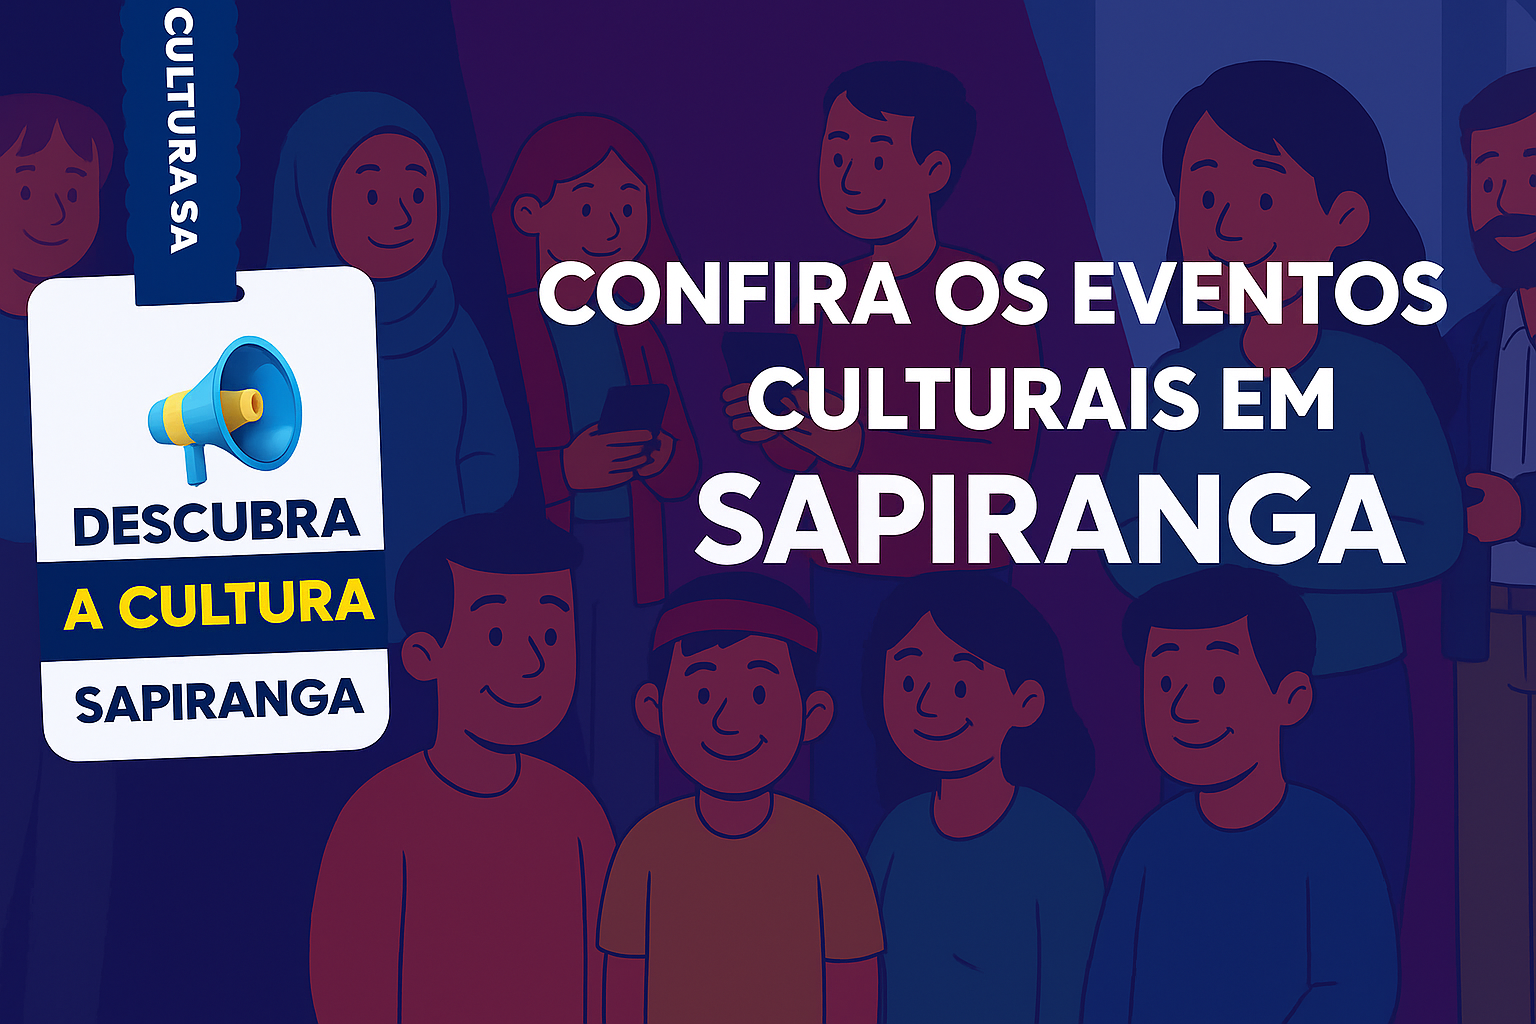 CULTURA SA
DESCUBRA
A CULTURA
SAPIRANGA
CONFIRA OS EVENTOS
CULTURAIS EM
SAPIRANGA